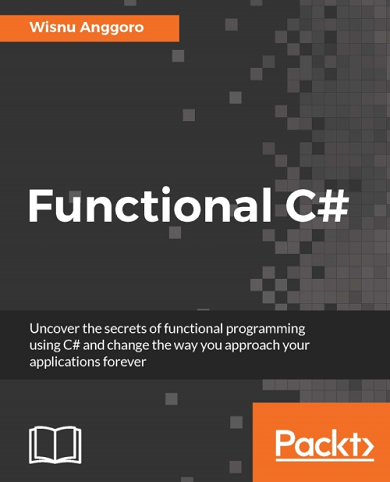 Wisnu Anggoro
Functional C#
Uncover the secrets of functional programming
using C# and change the way you approach your
applications forever
Packt>